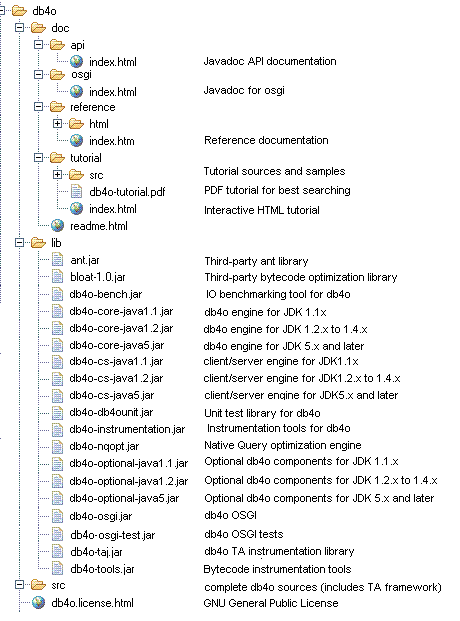 db4o
doc
api
index.html Javadoc API documentation
osgi
index.html Javadoc for osgi
reference
html
index.htm Reference documentation
tutorial
src Tutorial sources and samples
db4o-tutorial.pdf PDF tutorial for best searching
index.html Interactive HTML tutorial
readme.html
lib
ant.jar Third-party ant library
bloat-1.0.jar Third-party bytecode optimization library
db4o-bench.jar IO benchmarking tool for db4o
db4o-core-java1.1.jar db4o engine for JDK 1.1x
db4o-core-java1.2.jar db4o engine for JDK 1.2.x to 1.4.x
db4o-core-java5.jar db4o engine for JDK 5.x and later
db4o-cs-java1.1.jar client/server engine for JDK1.1x
db4o-cs-java1.2.jar client/server engine for JDK1.2.x to 1.4.x
db4o-cs-java5.jar client/server engine for JDK5.x and later
db4o-db4ounit.jar Unit test library for db4o
db4o-instrumentation.jar Instrumentation tools for db4o
db4o-nqopt.jar Native Query optimization engine
db4o-optional-java1.1.jar Optional db4o components for JDK 1.1.x
db4o-optional-java1.2.jar Optional db4o components for JDK 1.2.x to 1.4.x
db4o-optional-java5.jar Optional db4o components for JDK 5.x and later
db4o-osgi.jar db4o OSGI
db4o-osgi-test.jar db4o OSGI tests
db4o-taj.jar db4o TA instrumentation library
db4o-tools.jar Bytecode instrumentation tools
src complete db4o sources (includes TA framework)
db4o.license.html GNU General Public License